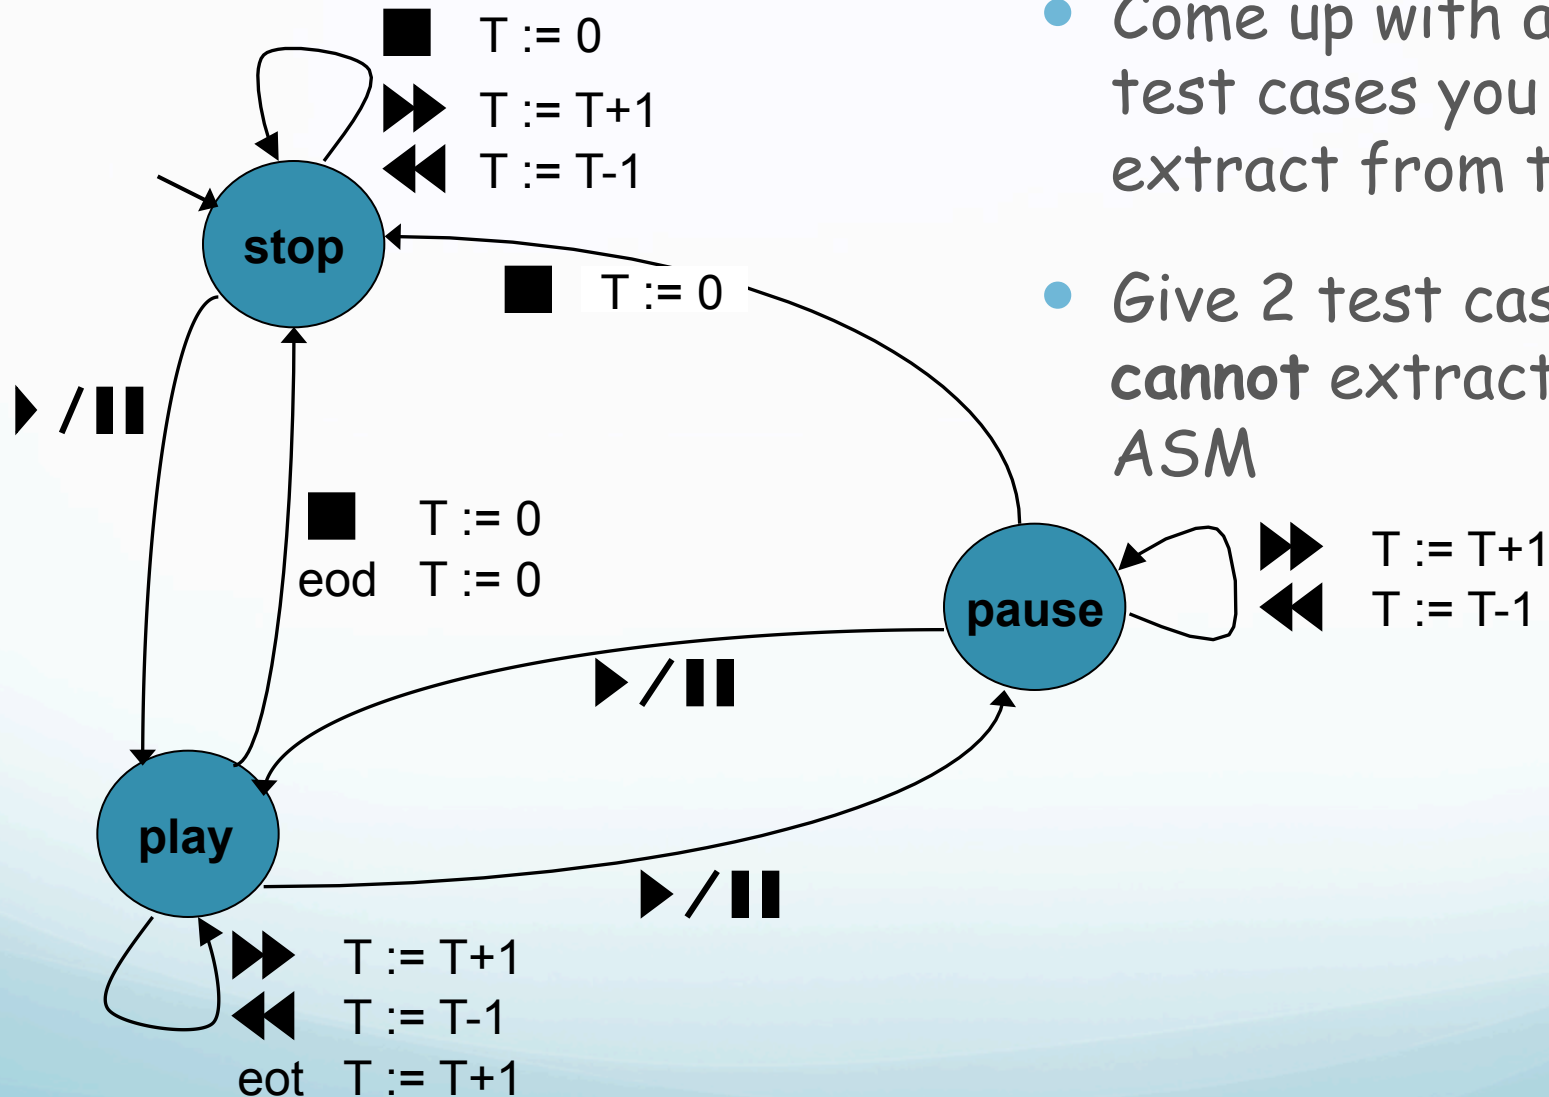 T := 0
T := T+1
T := T-1
stop
T := 0
/
T := 0
eod T := 0
pause
T := T+1
T := T-1
/
play
/
T := T+1
T := T-1
eot T := T+1
Come up with
test cases you
extract from
Give 2 test
cannot extract
ASM